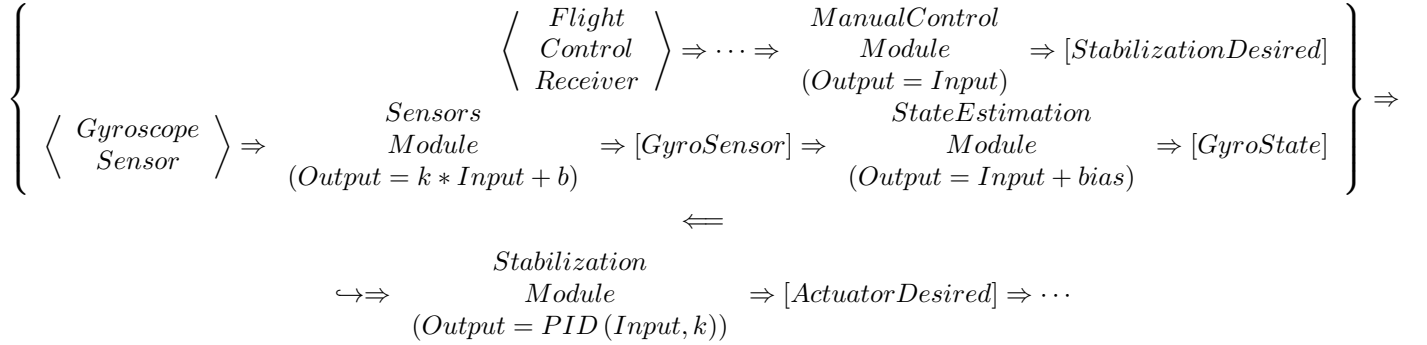 Flight
Control
Receiver
⇒ ··· ⇒
ManualControl
Module
(Output = Input)
⇒ [StabilizationDesired]
Gyroscope
Sensor
⇒
Sensors
Module
(Output = k ∗ Input + b)
⇒ [GyroSensor] ⇒
StateEstimation
Module
(Output = Input + bias)
⇒ [GyroState]
⇒
⟸
↪⇒
Stabilization
Module
(Output = PID (Input, k))
⇒ [ActuatorDesired] ⇒ ···